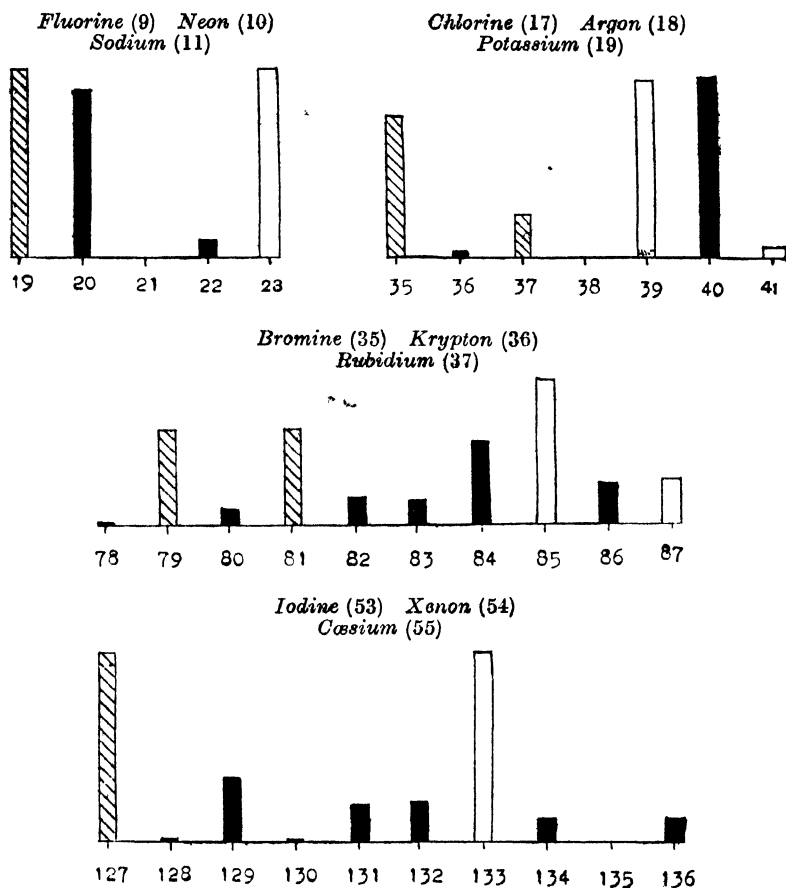 Fluorine (9) Neon (10)
Sodium (11)
19 20 21 22 23
Chlorine (17) Argon (18)
Potassium (19)
35 36 37 38 39 40 41
Bromine (35) Krypton (36)
Rubidium (37)
78 79 80 81 82 83 84 85 86 87
Iodine (53) Xenon (54)
Cæsium (55)
127 128 129 130 131 132 133 134 135 136